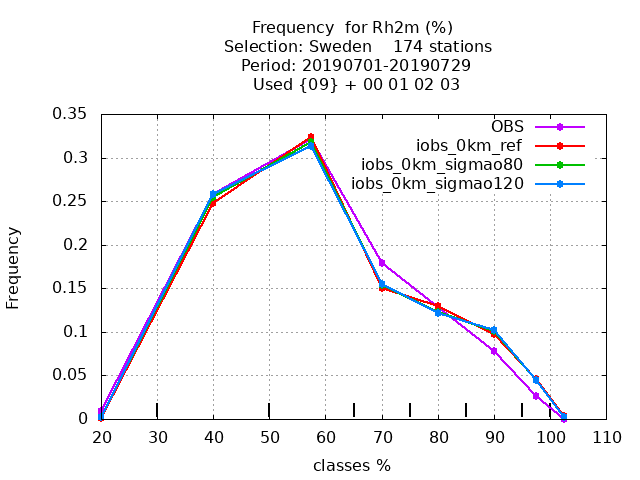 Frequency  for Rh2m (%)
Selection: Sweden    174 stations
Period: 20190701-20190729
Used {09} + 00 01 02 03
OBS
iobs_0km_ref
iobs_0km_sigmao80
iobs_0km_sigmao120
Frequency
0.35
0.3
0.25
0.2
0.15
0.1
0.05
0
20 30 40 50 60 70 80 90 100 110
classes %